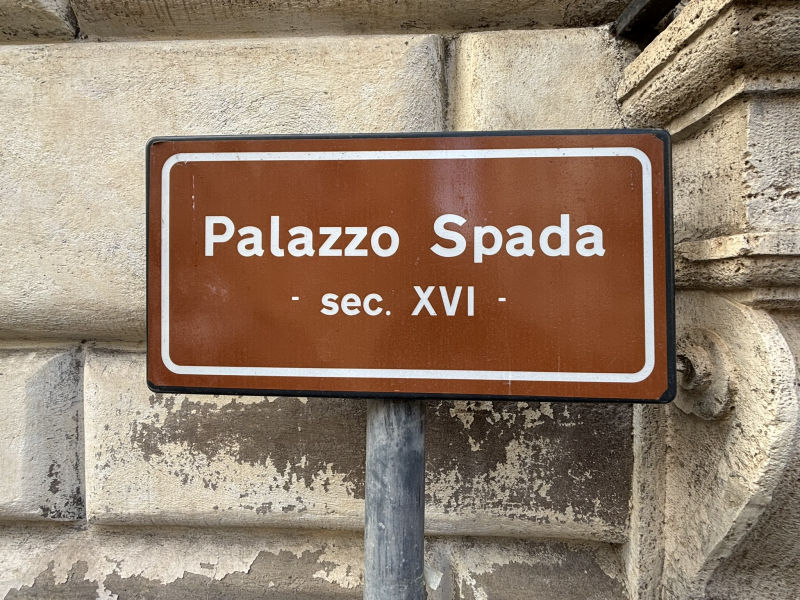 Palazzo Spada
- sec. XVI -